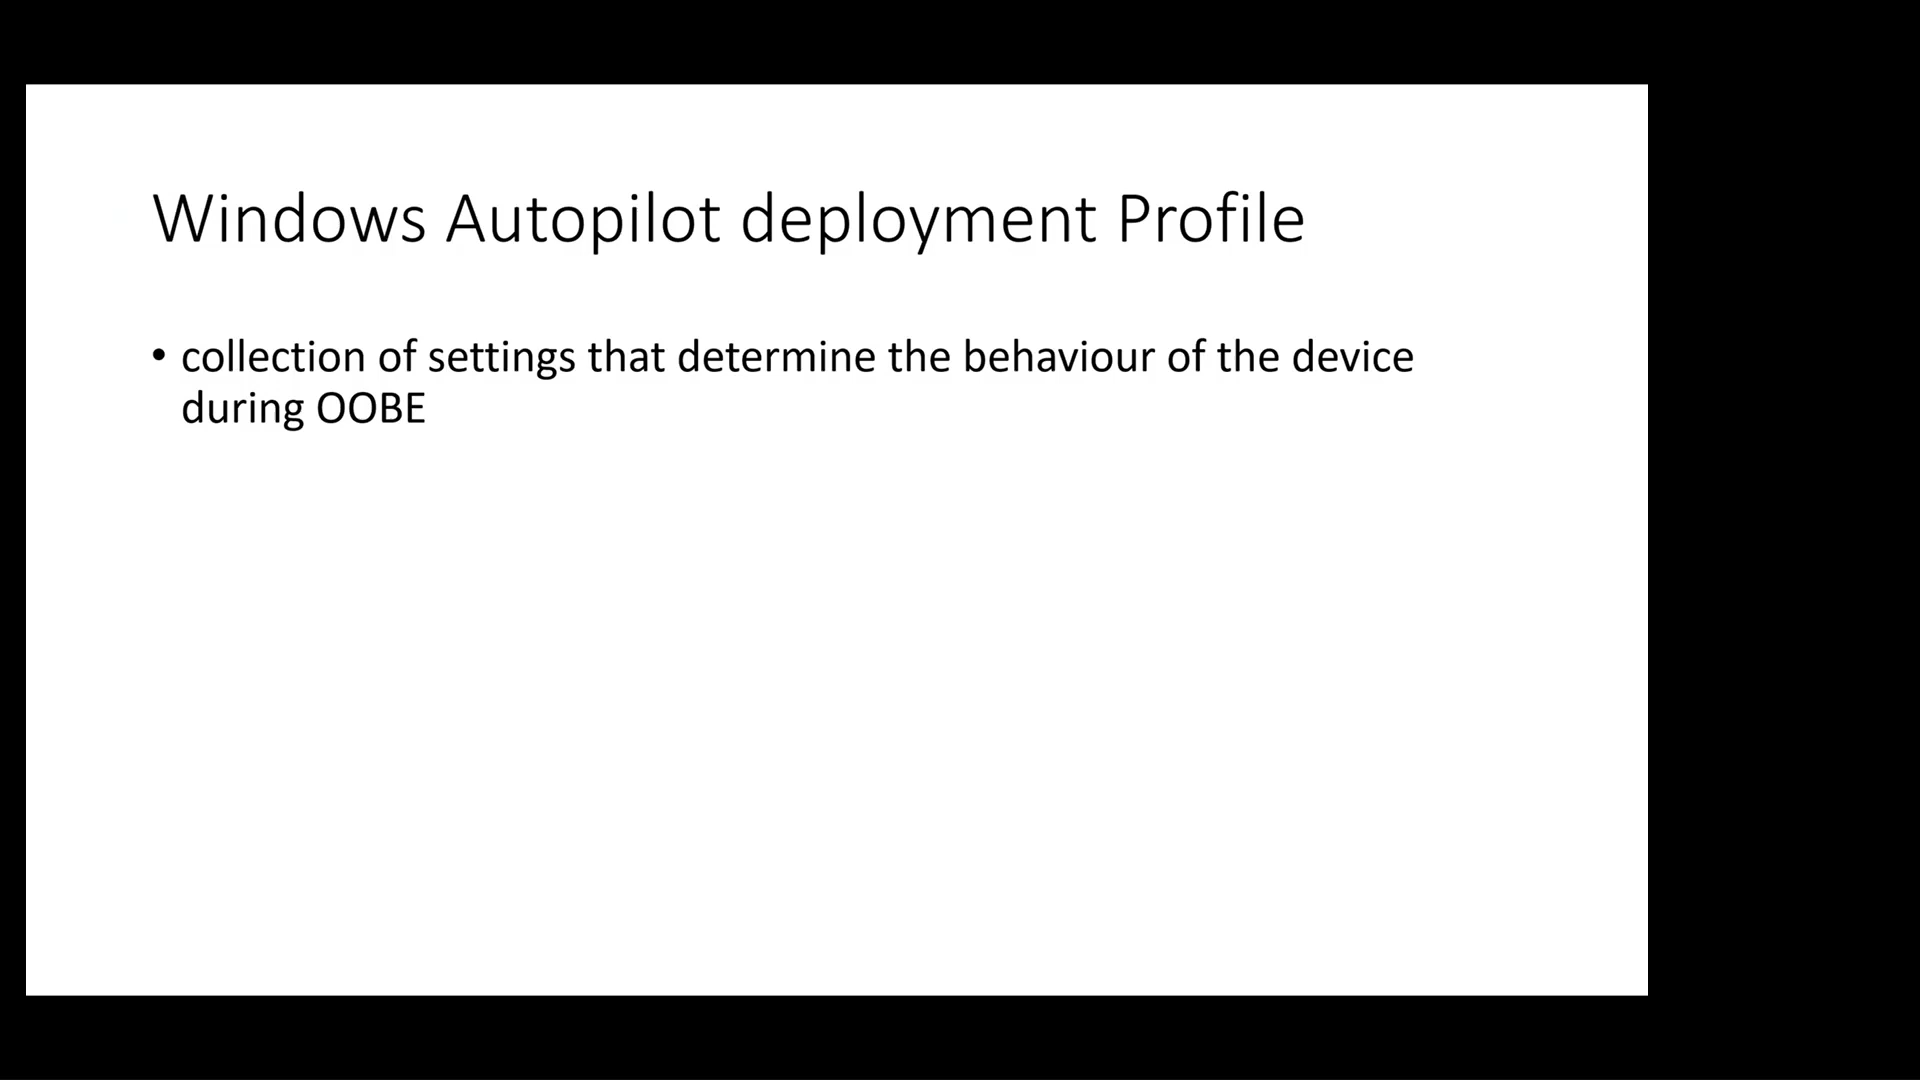 Windows Autopilot deployment Profile
• collection of settings that determine the behaviour of the device
during OOBE